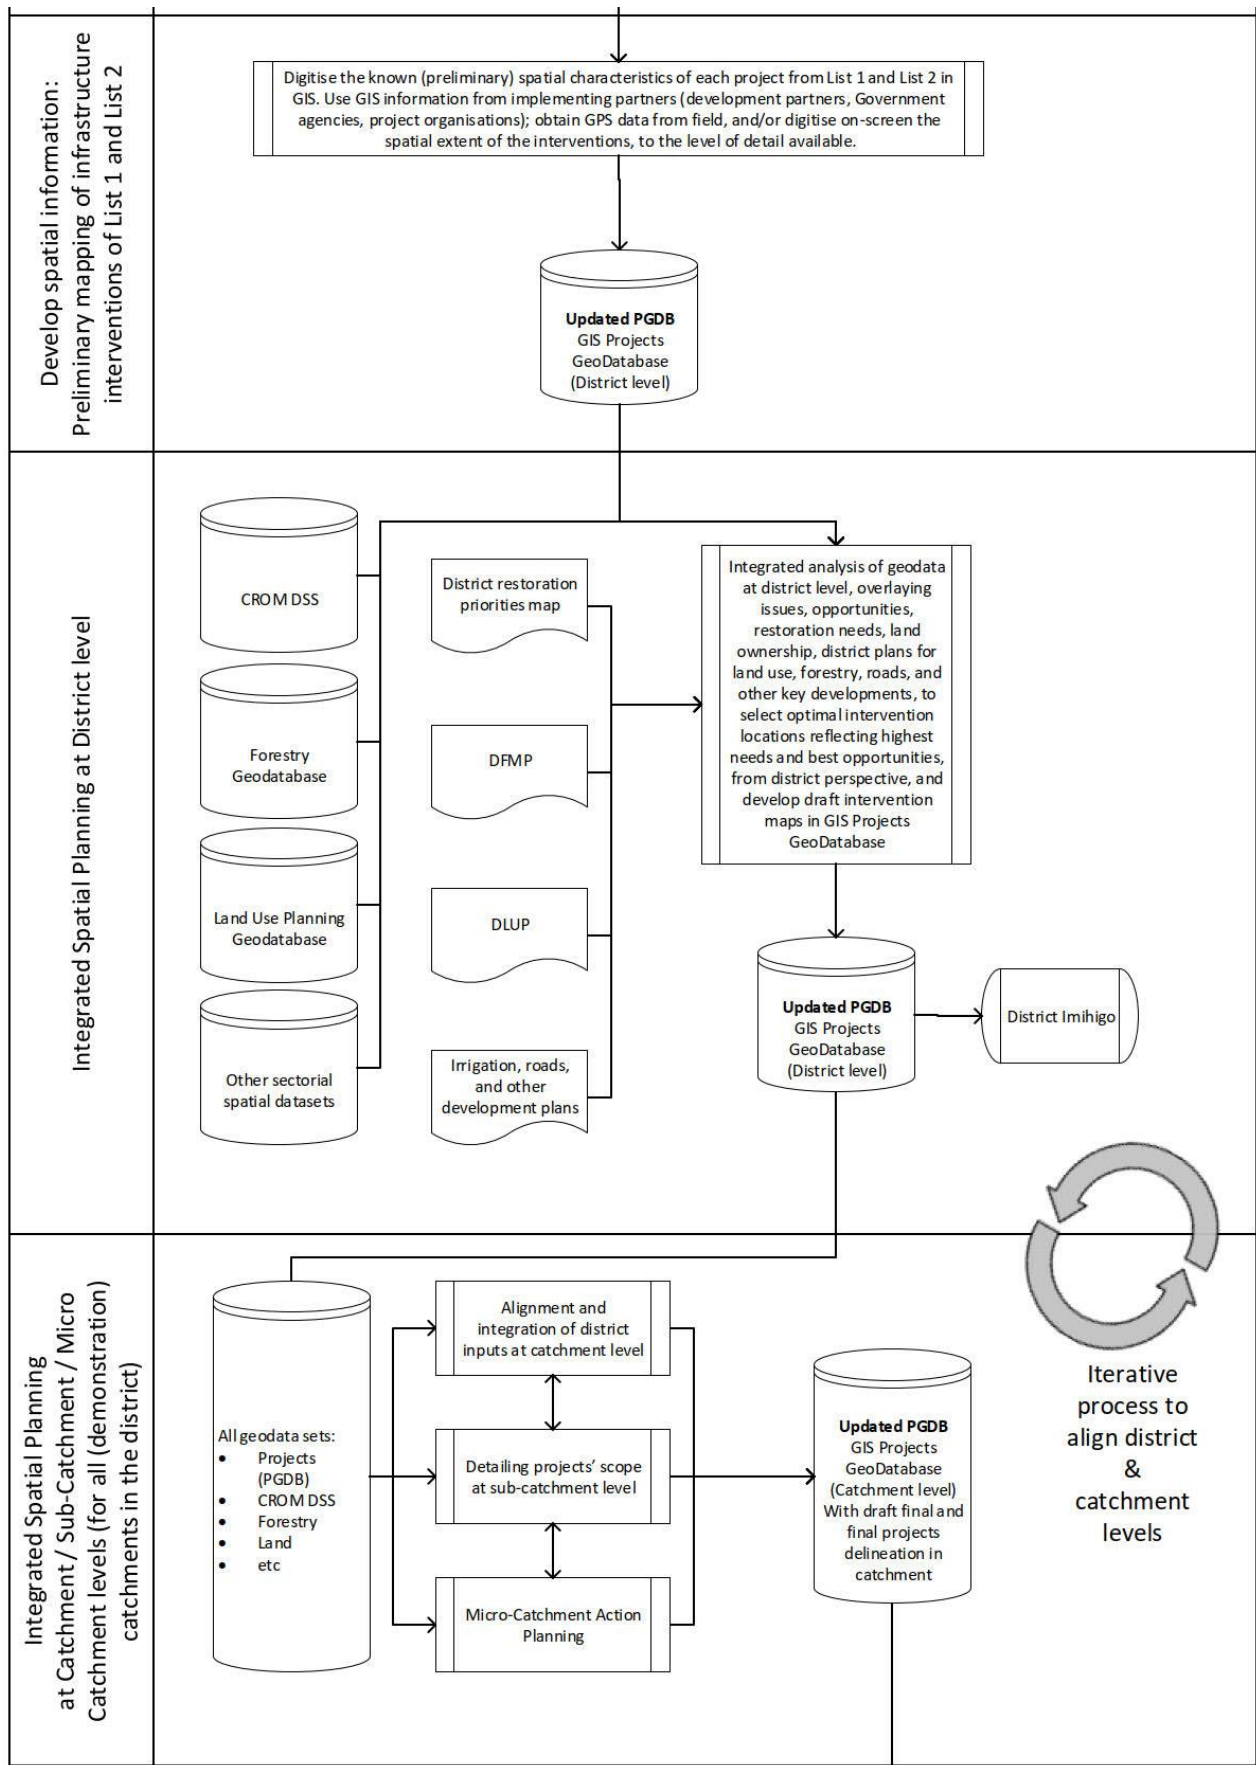 Develop spatial information:
Preliminary mapping of infrastructure
interventions of List 1 and List 2
Digitise the known (preliminary) spatial characteristics of each project from List 1 and List 2 in
GIS. Use GIS information from implementing partners (development partners, Government
agencies, project organisations); obtain GPS data from field, and/or digitise on-screen the
spatial extent of the interventions, to the level of detail available.
Updated PGDB
GIS Projects
GeoDatabase
(District level)
Integrated Spatial Planning at District level
CROM DSS
Forestry
Geodatabase
Land Use Planning
Geodatabase
Other sectorial
spatial datasets
District restoration
priorities map
DFMP
DLUP
Irrigation, roads,
and other
development plans
Integrated analysis of geodata
at district level, overlaying
issues, opportunities,
restoration needs, land
ownership, district plans for
land use, forestry, roads, and
other key developments, to
select optimal intervention
locations reflecting highest
needs and best opportunities,
from district perspective, and
develop draft intervention
maps in GIS Projects
GeoDatabase
Updated PGDB
GIS Projects
GeoDatabase
(District level)
District Imihigo
Integrated Spatial Planning
at Catchment / Sub-Catchment / Micro
Catchment levels (for all (demonstration)
catchments in the district)
All geodata sets:
• Projects
(PGDB)
• CROM DSS
• Forestry
• Land
• etc
Alignment and
integration of district
inputs at catchment level
Detailing projects' scope
at sub-catchment level
Micro-Catchment Action
Planning
Updated PGDB
GIS Projects
GeoDatabase
(Catchment level)
With draft final and
final projects
delineation in
catchment
Iterative
process to
align district
&
catchment
levels